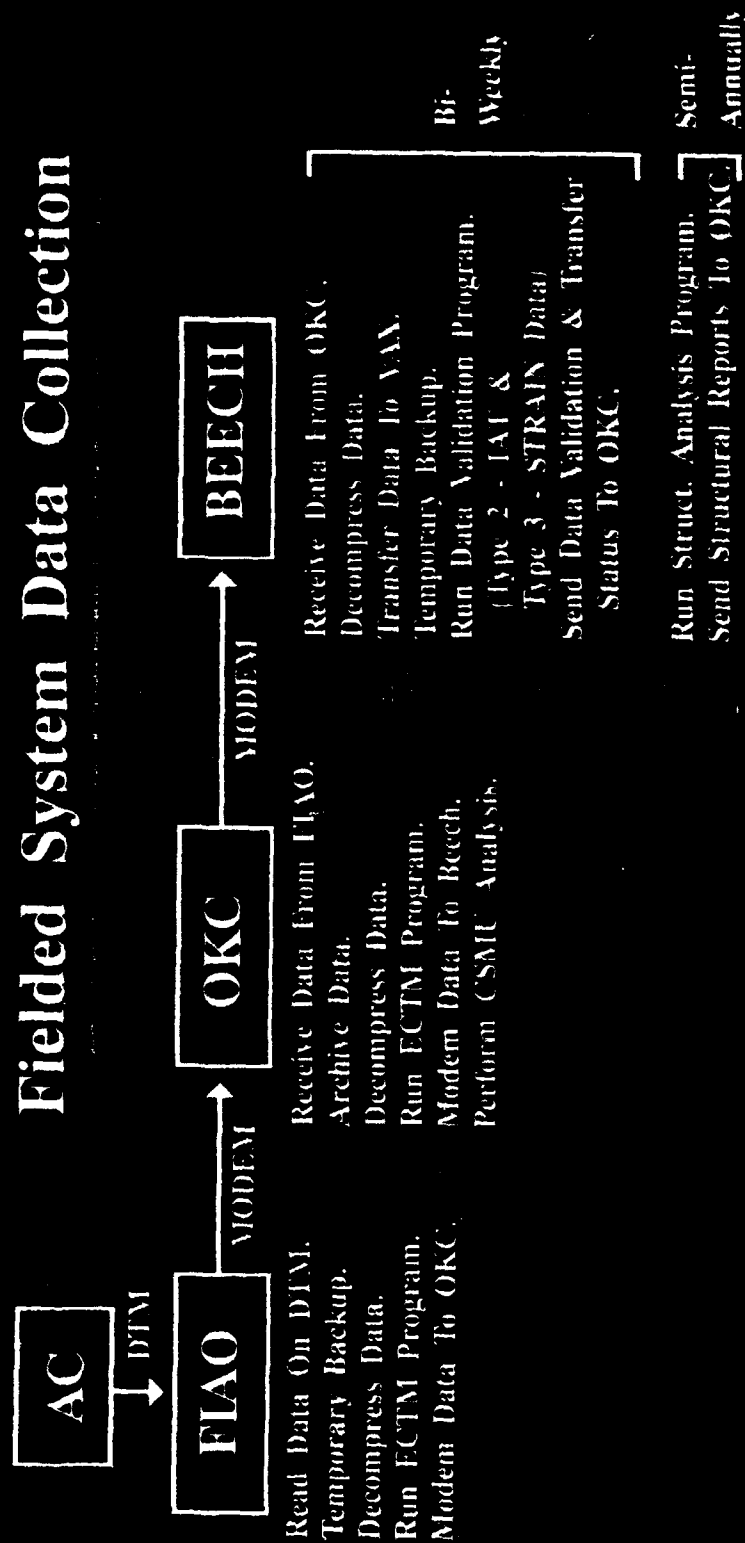 Fielded System Data Collection
AC
DTM
FIAO
MODEM
OKC
MODEM
BEECH
Read Data On DTM.
Temporary Backup.
Decompress Data.
Run ECTM Program.
Modem Data To OKC.
Receive Data From FIAO.
Archive Data.
Decompress Data.
Run ECTM Program.
Modem Data To Beech.
Perform CSMU Analysis.
Receive Data From OKC.
Decompress Data.
Transfer Data To VAX.
Temporary Backup.
Run Data Validation Program.
(Type 2 - IAT &
Type 3 - STRAIN Data)
Send Data Validation & Transfer
Status To OKC.
Bi-
Weekly
Run Struct. Analysis Program.
Send Structural Reports To OKC.
Semi-
Annually